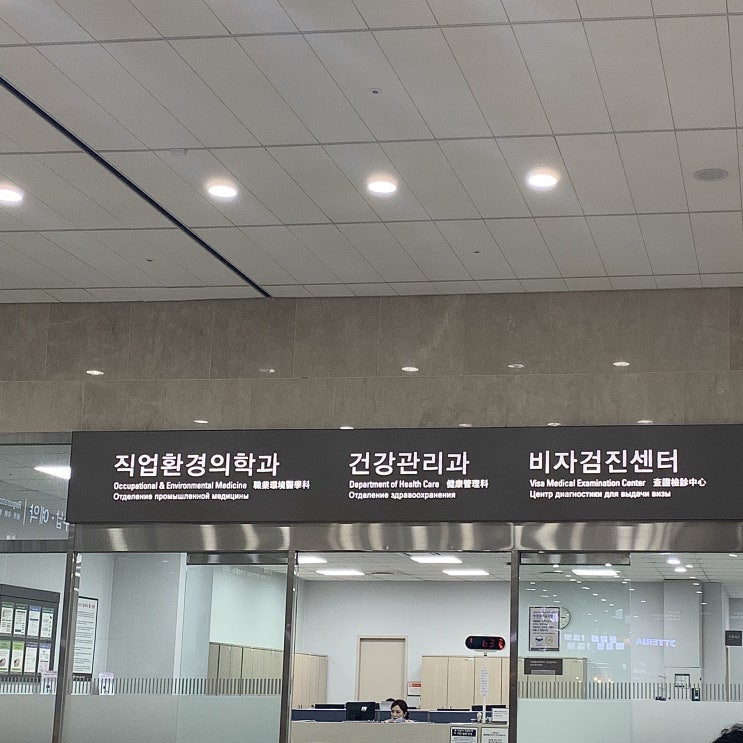 직업환경의학과
Occupational & Environmental Medicine 職業環境醫學科
Отделение промышленной медицины
건강관리과
Department of Health Care 健康管理科
Отделение здравоохранения
비자검진센터
Visa Medical Examination Center 査證檢診中心
Центр диагностики для выдачи визы